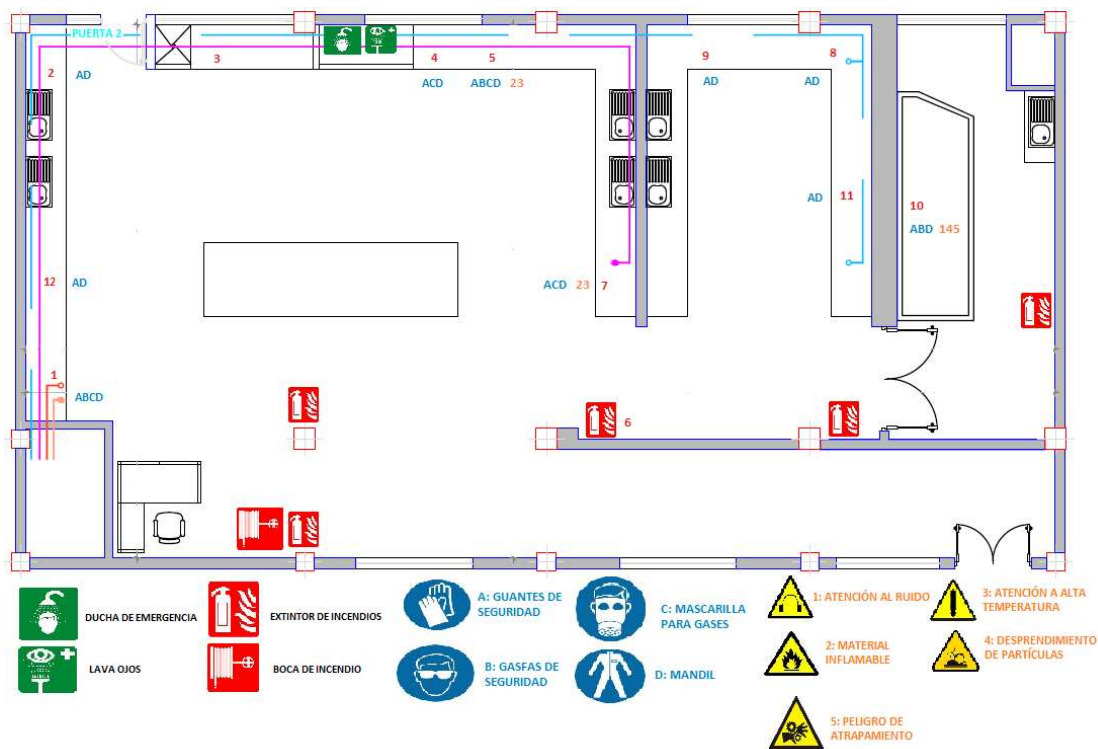 PUERTA 2
2
AD
3
4
5
ACD
ABCD 23
9
8
AD
AD
AD
11
10
ABD 145
12
AD
ACD 23
7
1
ABCD
6
DUCHA DE EMERGENCIA
EXTINTOR DE INCENDIOS
A: GUANTES DE
SEGURIDAD
C: MASCARILLA
PARA GASES
1: ATENCIÓN AL RUIDO
3: ATENCIÓN A ALTA
TEMPERATURA
LAVA OJOS
BOCA DE INCENDIO
B: GASFAS DE
SEGURIDAD
D: MANDIL
2: MATERIAL
INFLAMABLE
4: DESPRENDIMIENTO
DE PARTÍCULAS
5: PELIGRO DE
ATRAPAMIENTO